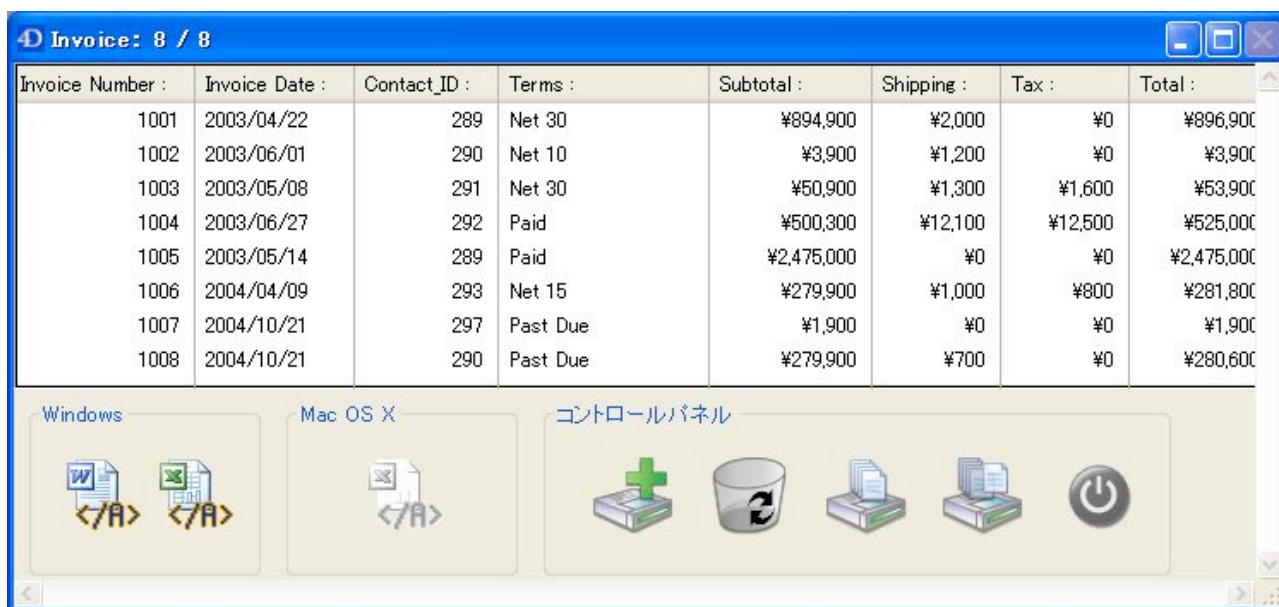 4D Invoice: 8 / 8
Invoice Number : Invoice Date : Contact_ID : Terms : Subtotal : Shipping : Tax : Total :
1001 2003/04/22 289 Net 30 ¥894,900 ¥2,000 ¥0 ¥896,900
1002 2003/06/01 290 Net 10 ¥3,900 ¥1,200 ¥0 ¥3,900
1003 2003/05/08 291 Net 30 ¥50,900 ¥1,300 ¥1,600 ¥53,900
1004 2003/06/27 292 Paid ¥500,300 ¥12,100 ¥12,500 ¥525,000
1005 2003/05/14 289 Paid ¥2,475,000 ¥0 ¥0 ¥2,475,000
1006 2004/04/09 293 Net 15 ¥279,900 ¥1,000 ¥800 ¥281,800
1007 2004/10/21 297 Past Due ¥1,900 ¥0 ¥0 ¥1,900
1008 2004/10/21 290 Past Due ¥279,900 ¥700 ¥0 ¥280,600
Windows Mac OS X コントロールパネル
W </A> X </A> X </A>